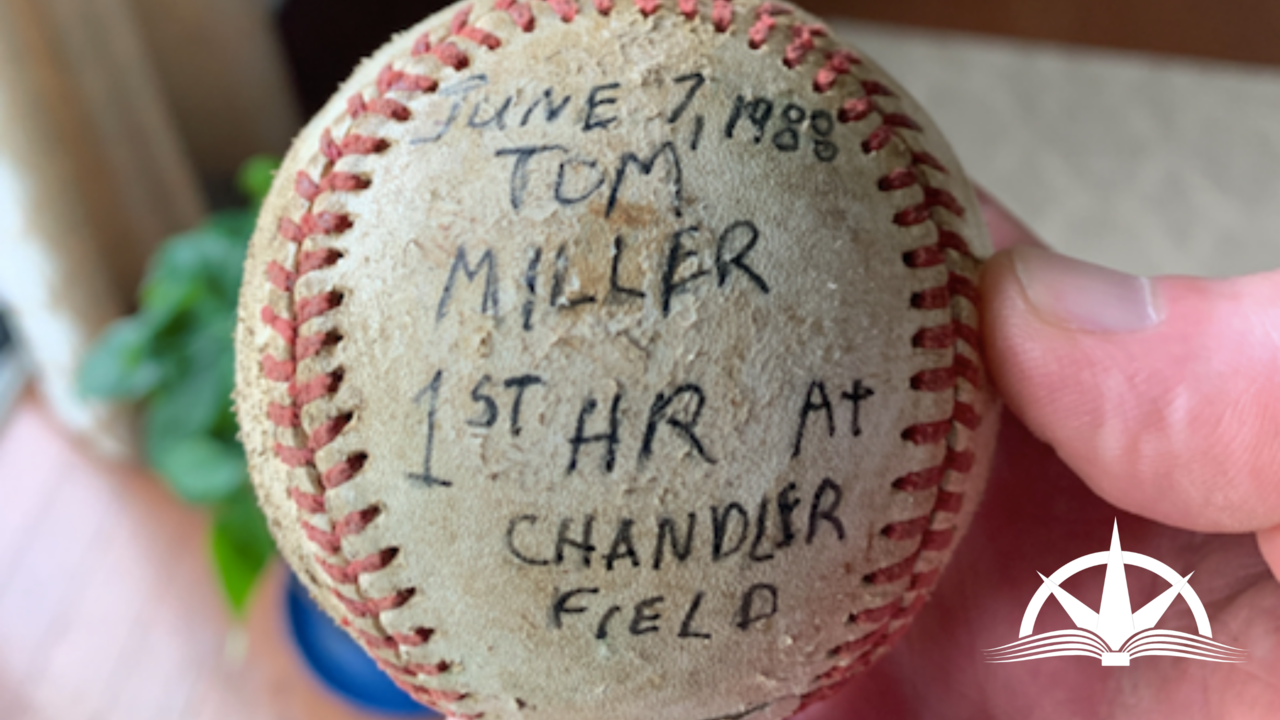 JUNE 7, 1988
TOM
MILLER
1ST HR At
CHANDLER
FIELD